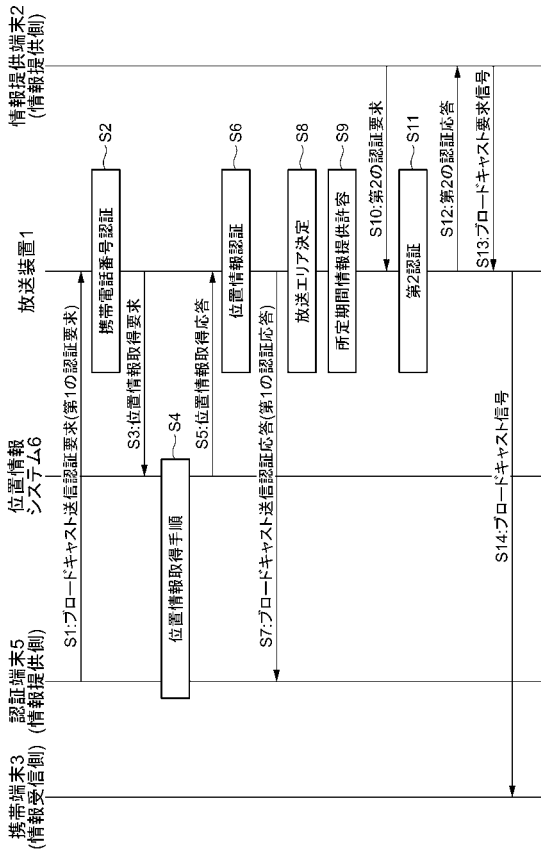 携帯端末3
(情報受信側)
認証端末5
(情報提供側)
位置情報
システム6
放送装置1
情報提供端末2
(情報提供側)
S1:ブロードキャスト送信認証要求(第1の認証要求)
携帯電話番号認証
S2
S3:位置情報取得要求
位置情報取得手順
S4
S5:位置情報取得応答
位置情報認証
S6
S7:ブロードキャスト送信認証応答(第1の認証応答)
放送エリア決定
S8
所定期間情報提供許容
S9
S10:第2の認証要求
第2認証
S11
S12:第2の認証応答
S13:ブロードキャスト要求信号
S14:ブロードキャスト信号